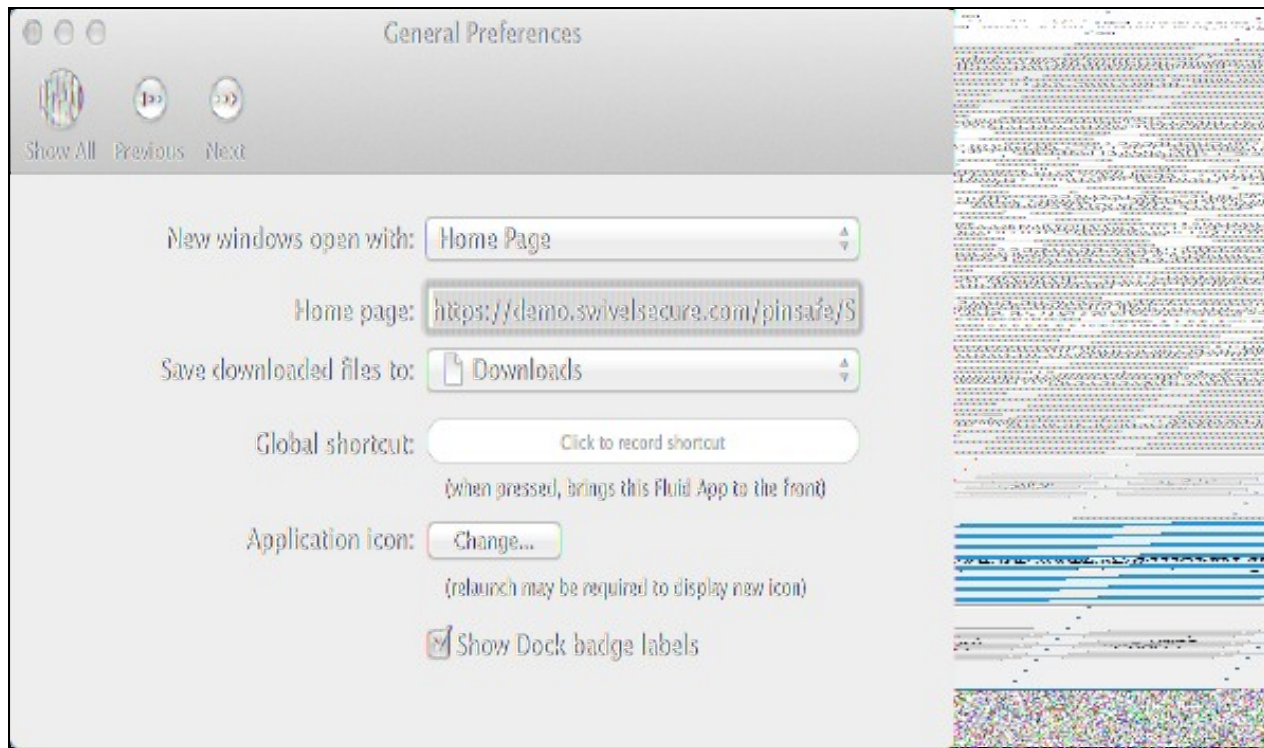 General Preferences
Show All Previous Next
New windows open with: Home Page
Home page: https://demo.swivelsecure.com/pinsafe/S
Save downloaded files to: Downloads
Global shortcut: Click to record shortcut
(when pressed, brings this Fluid App to the front)
Application icon: Change...
(relaunch may be required to display new icon)
Show Dock badge labels